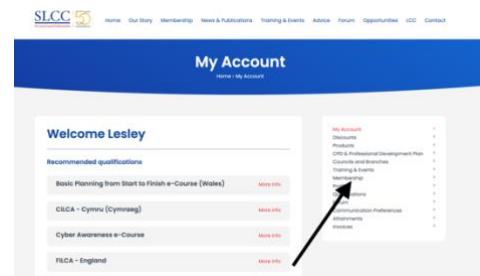 SLCC 50
Home Our Story Membership News & Publications Training & Events Advice Forum Opportunities LCC Contact
My Account
Home > My Account
Welcome Lesley
Recommended qualifications
Basic Planning from Start to Finish e-Course (Wales) More Info
CiLCA - Cymru (Cymraeg) More Info
Cyber Awareness e-Course More Info
FILCA - England More Info
My Account
Discounts
Products
CPD & Professional Development Plan
Councils and Branches
Training & Events
Membership
Forum
Communication Preferences
Attainments
Invoices